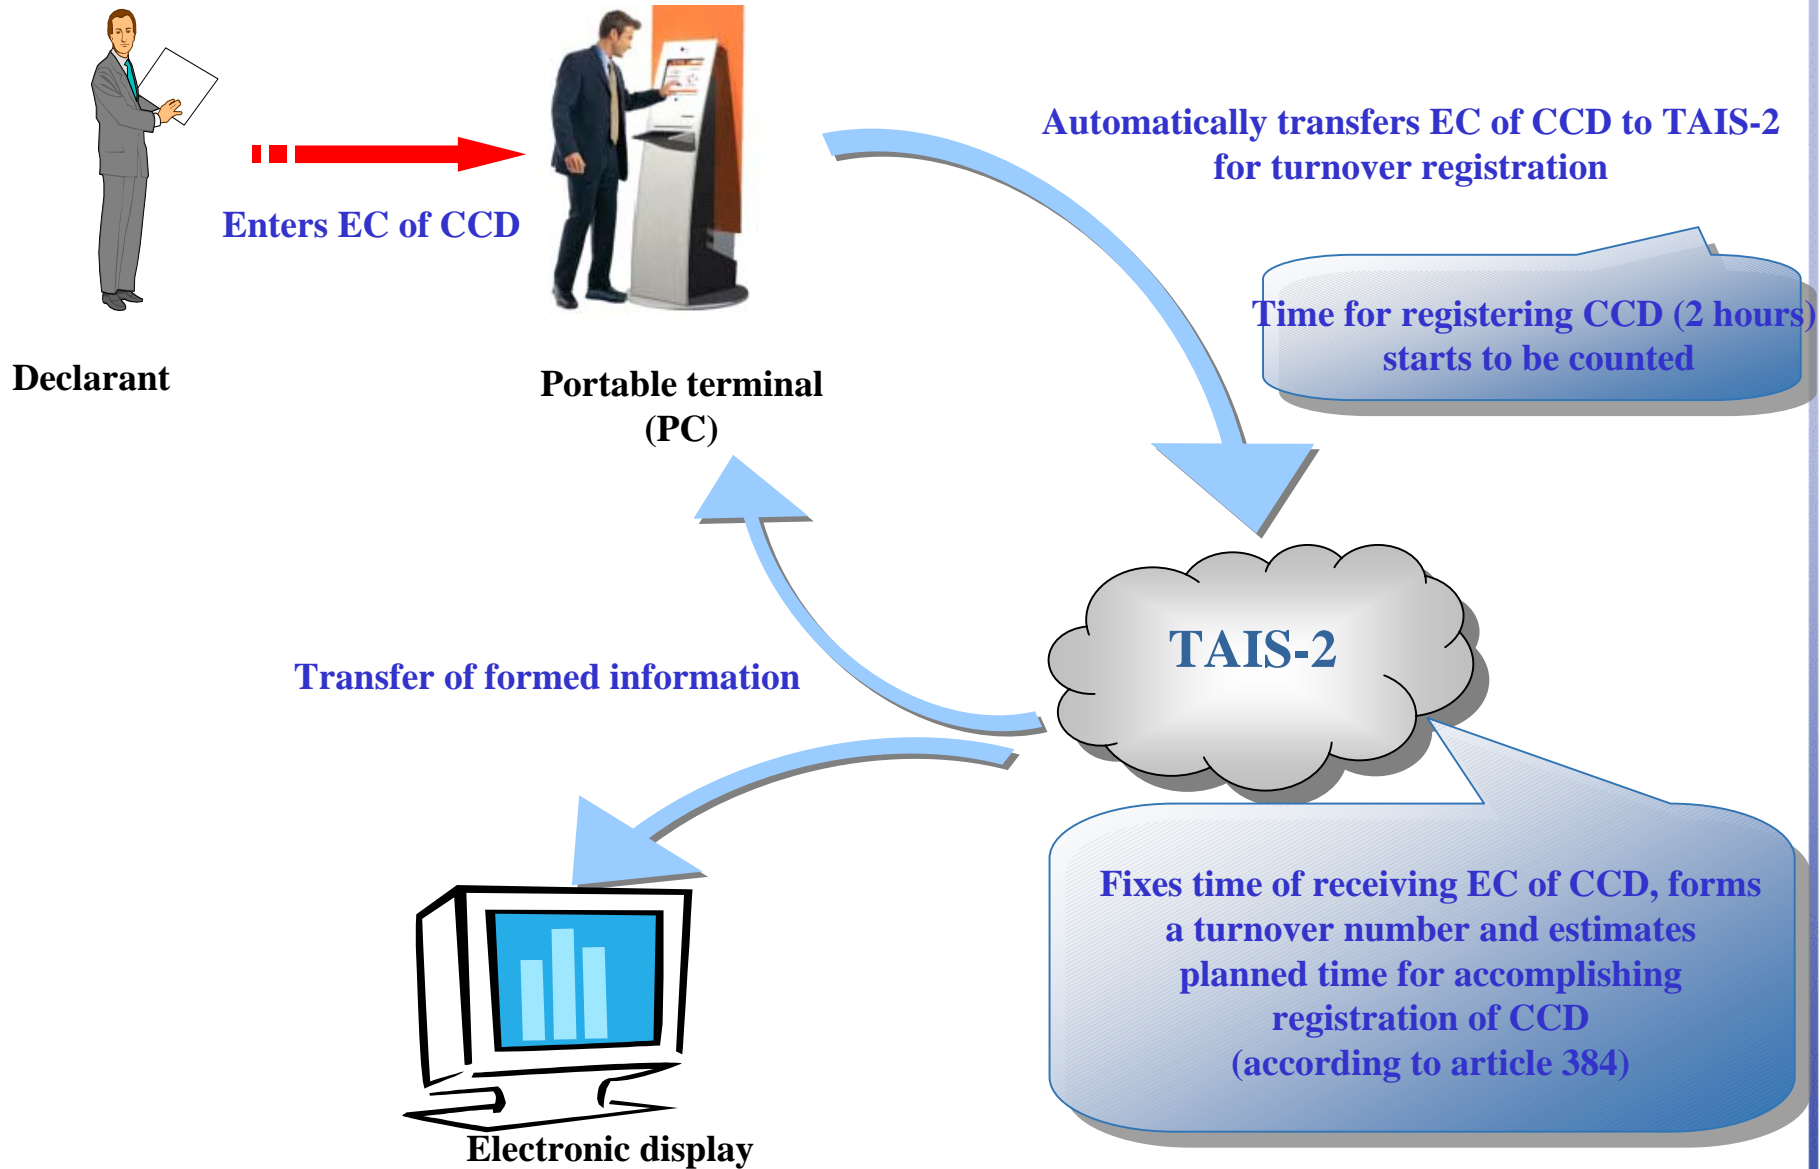 Automatically transfers EC of CCD to TAIS-2
for turnover registration
Enters EC of CCD
Time for registering CCD (2 hours)
starts to be counted
Declarant
Portable terminal
(PC)
TAIS-2
Transfer of formed information
Fixes time of receiving EC of CCD, forms
a turnover number and estimates
planned time for accomplishing
registration of CCD
(according to article 384)
Electronic display